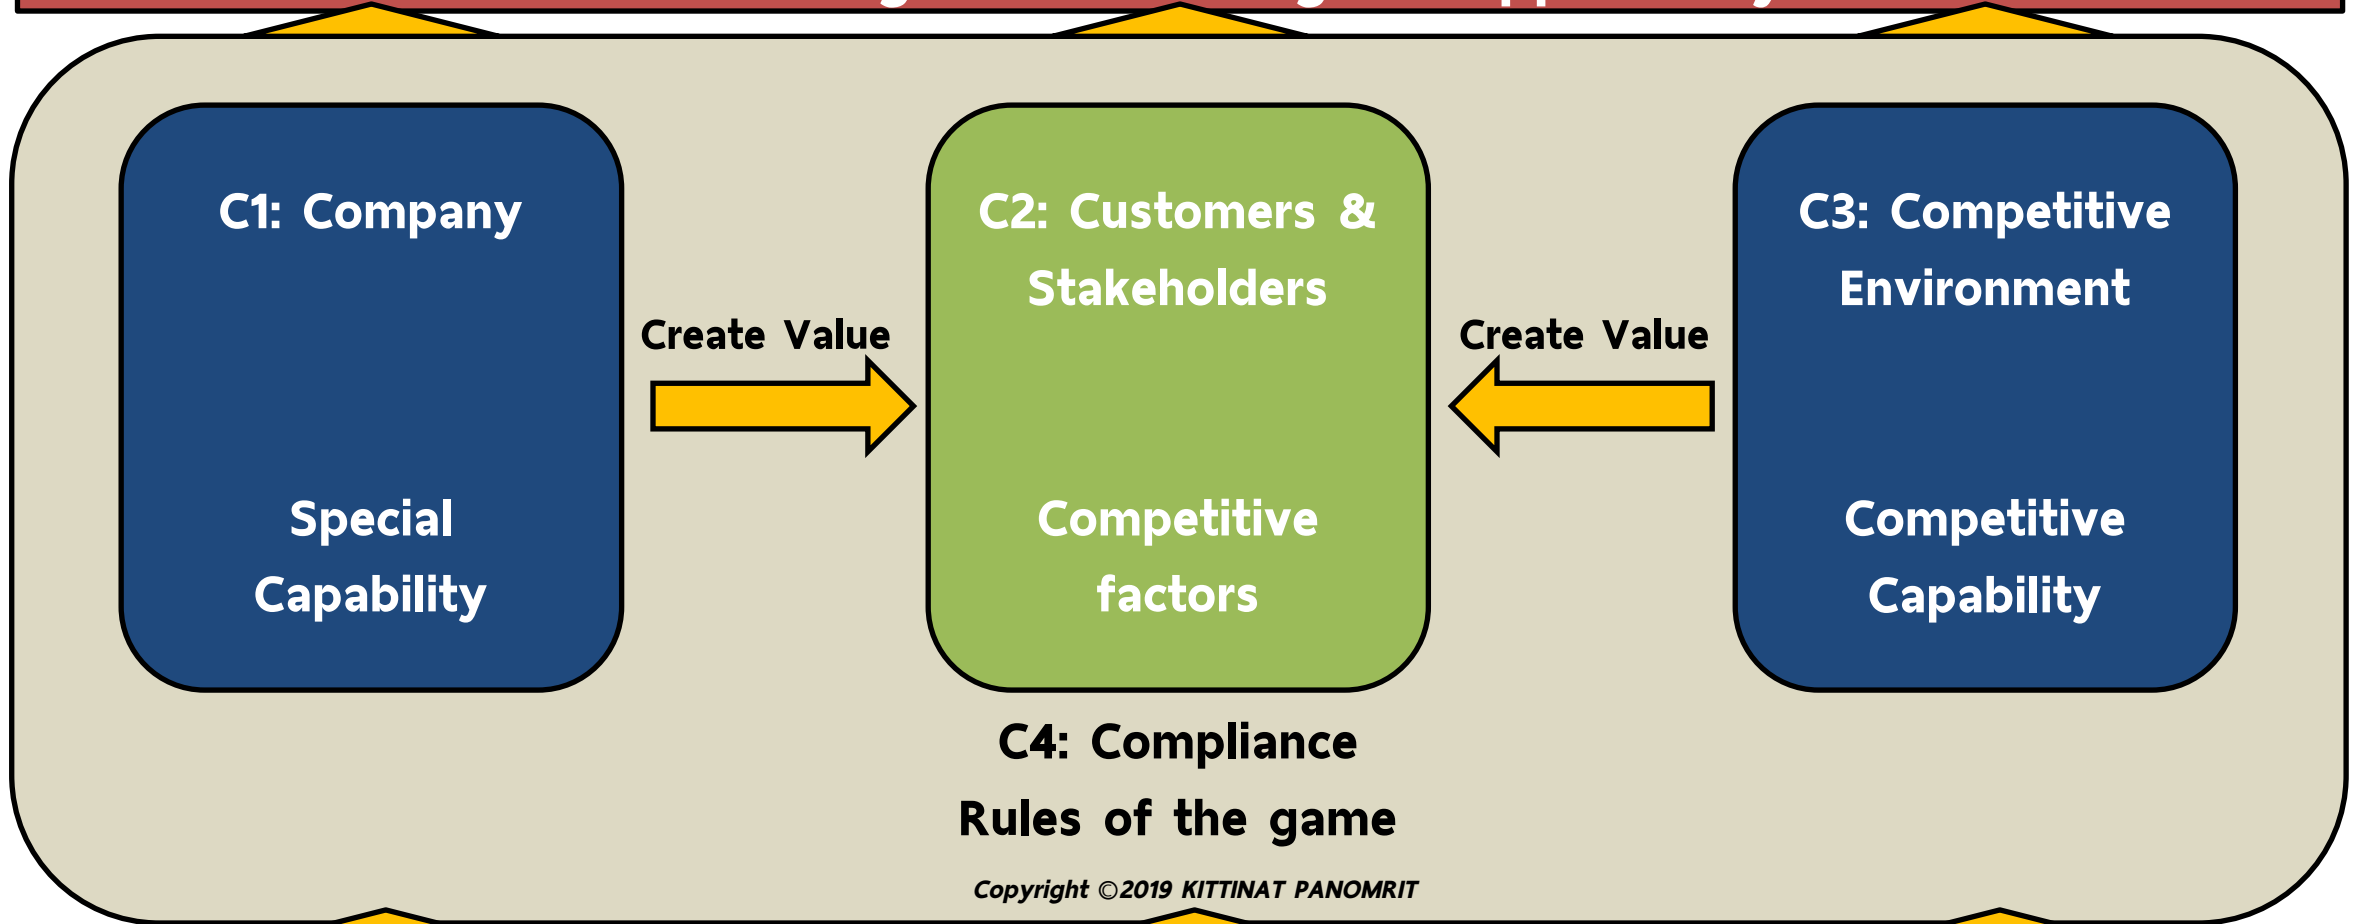 C1: Company
Special
Capability
Create Value
C2: Customers &
Stakeholders
Competitive
factors
Create Value
C3: Competitive
Environment
Competitive
Capability
C4: Compliance
Rules of the game
Copyright ©2019 KITTINAT PANOMRIT